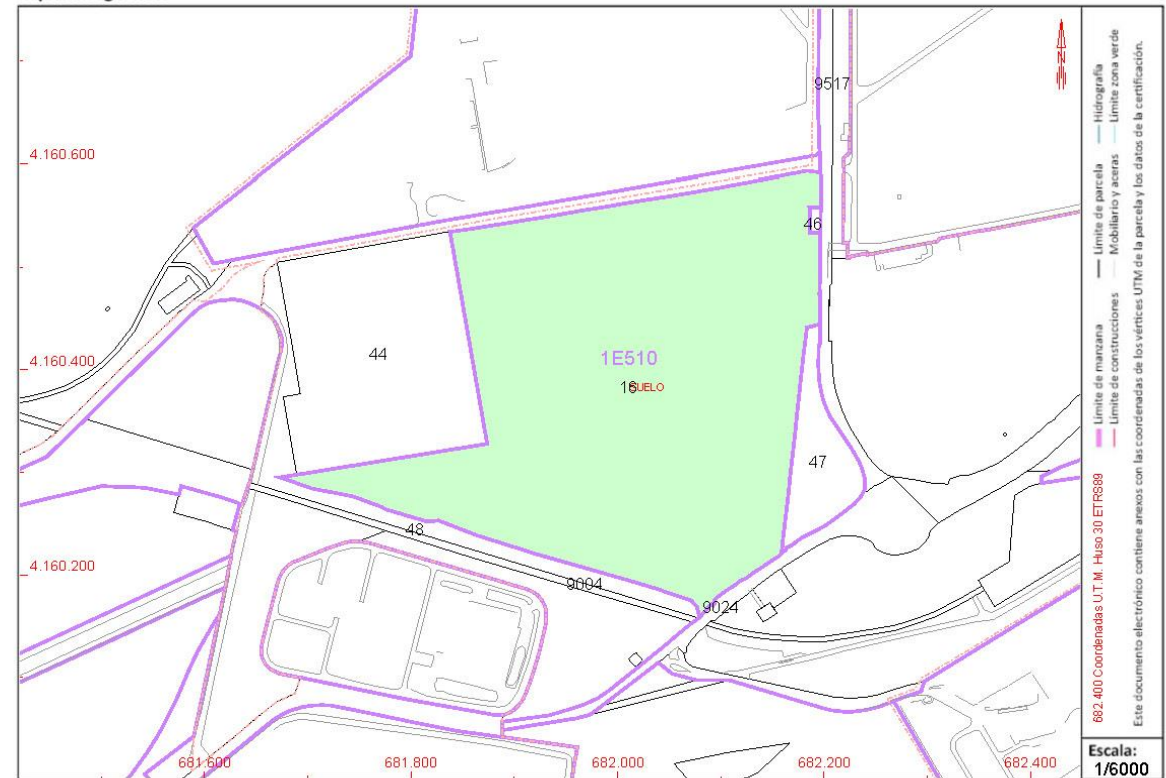 9517
4.160.600
46
4.160.400
44
1E510
16
SUELO
47
48
4.160.200
9004
9024
681.600
681.800
682.000
682.200
682.400
N
682.400 Coordenadas U.T.M. Huso 30 ETRS89
Límite de manzana
Límite de parcela
Hidrografía
Límite de construcciones
Mobiliario y aceras
Límite zona verde
Este documento electrónico contiene anexos con las coordenadas de los vértices UTM de la parcela y los datos de la certificación.
Escala:
1/6000